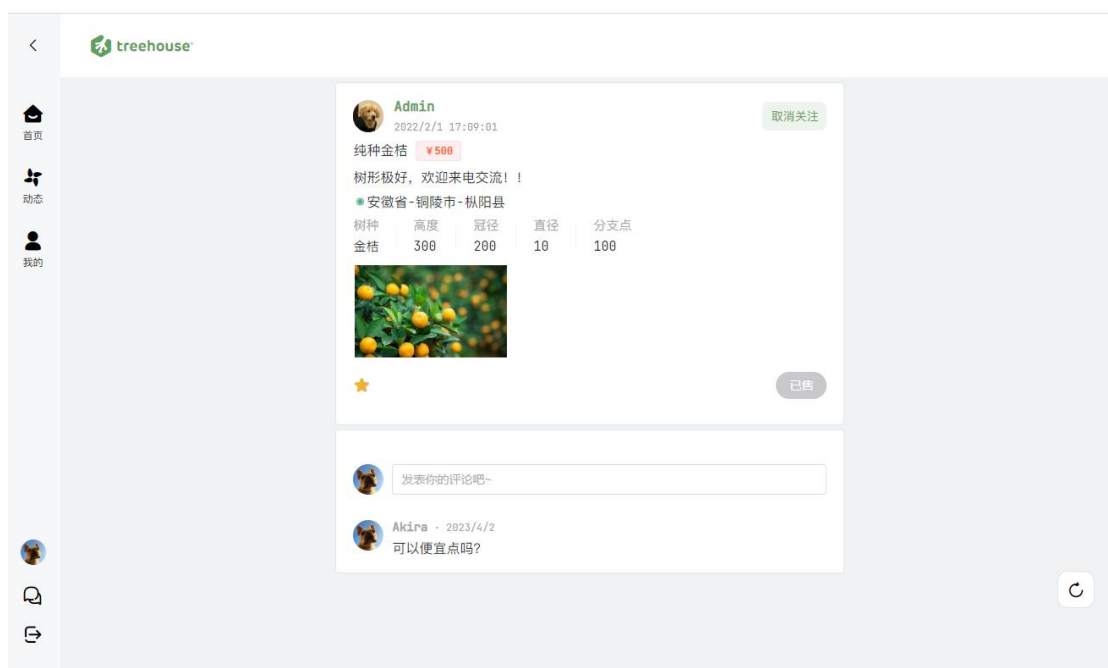 treehouse
首页
动态
我的
Admin
2022/2/1 17:09:01
取消关注
纯种金桔 ￥500
树形极好, 欢迎来电交流！！
安徽省-铜陵市-枞阳县
树种 高度 冠径 直径 分支点
金桔 300 200 10 100
已售
发表你的评论吧~
Akira · 2023/4/2
可以便宜点吗?